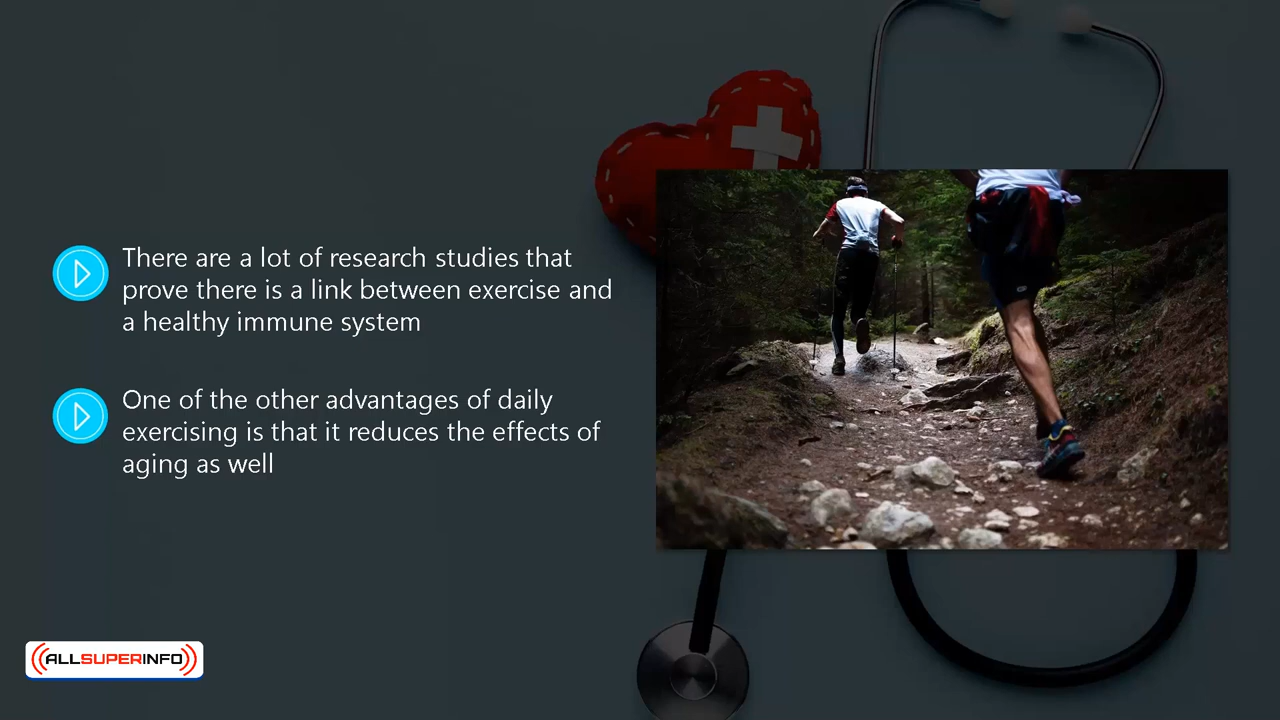 There are a lot of research studies that
prove there is a link between exercise and
a healthy immune system
One of the other advantages of daily
exercising is that it reduces the effects of
aging as well
((ALLSUPERINFO))